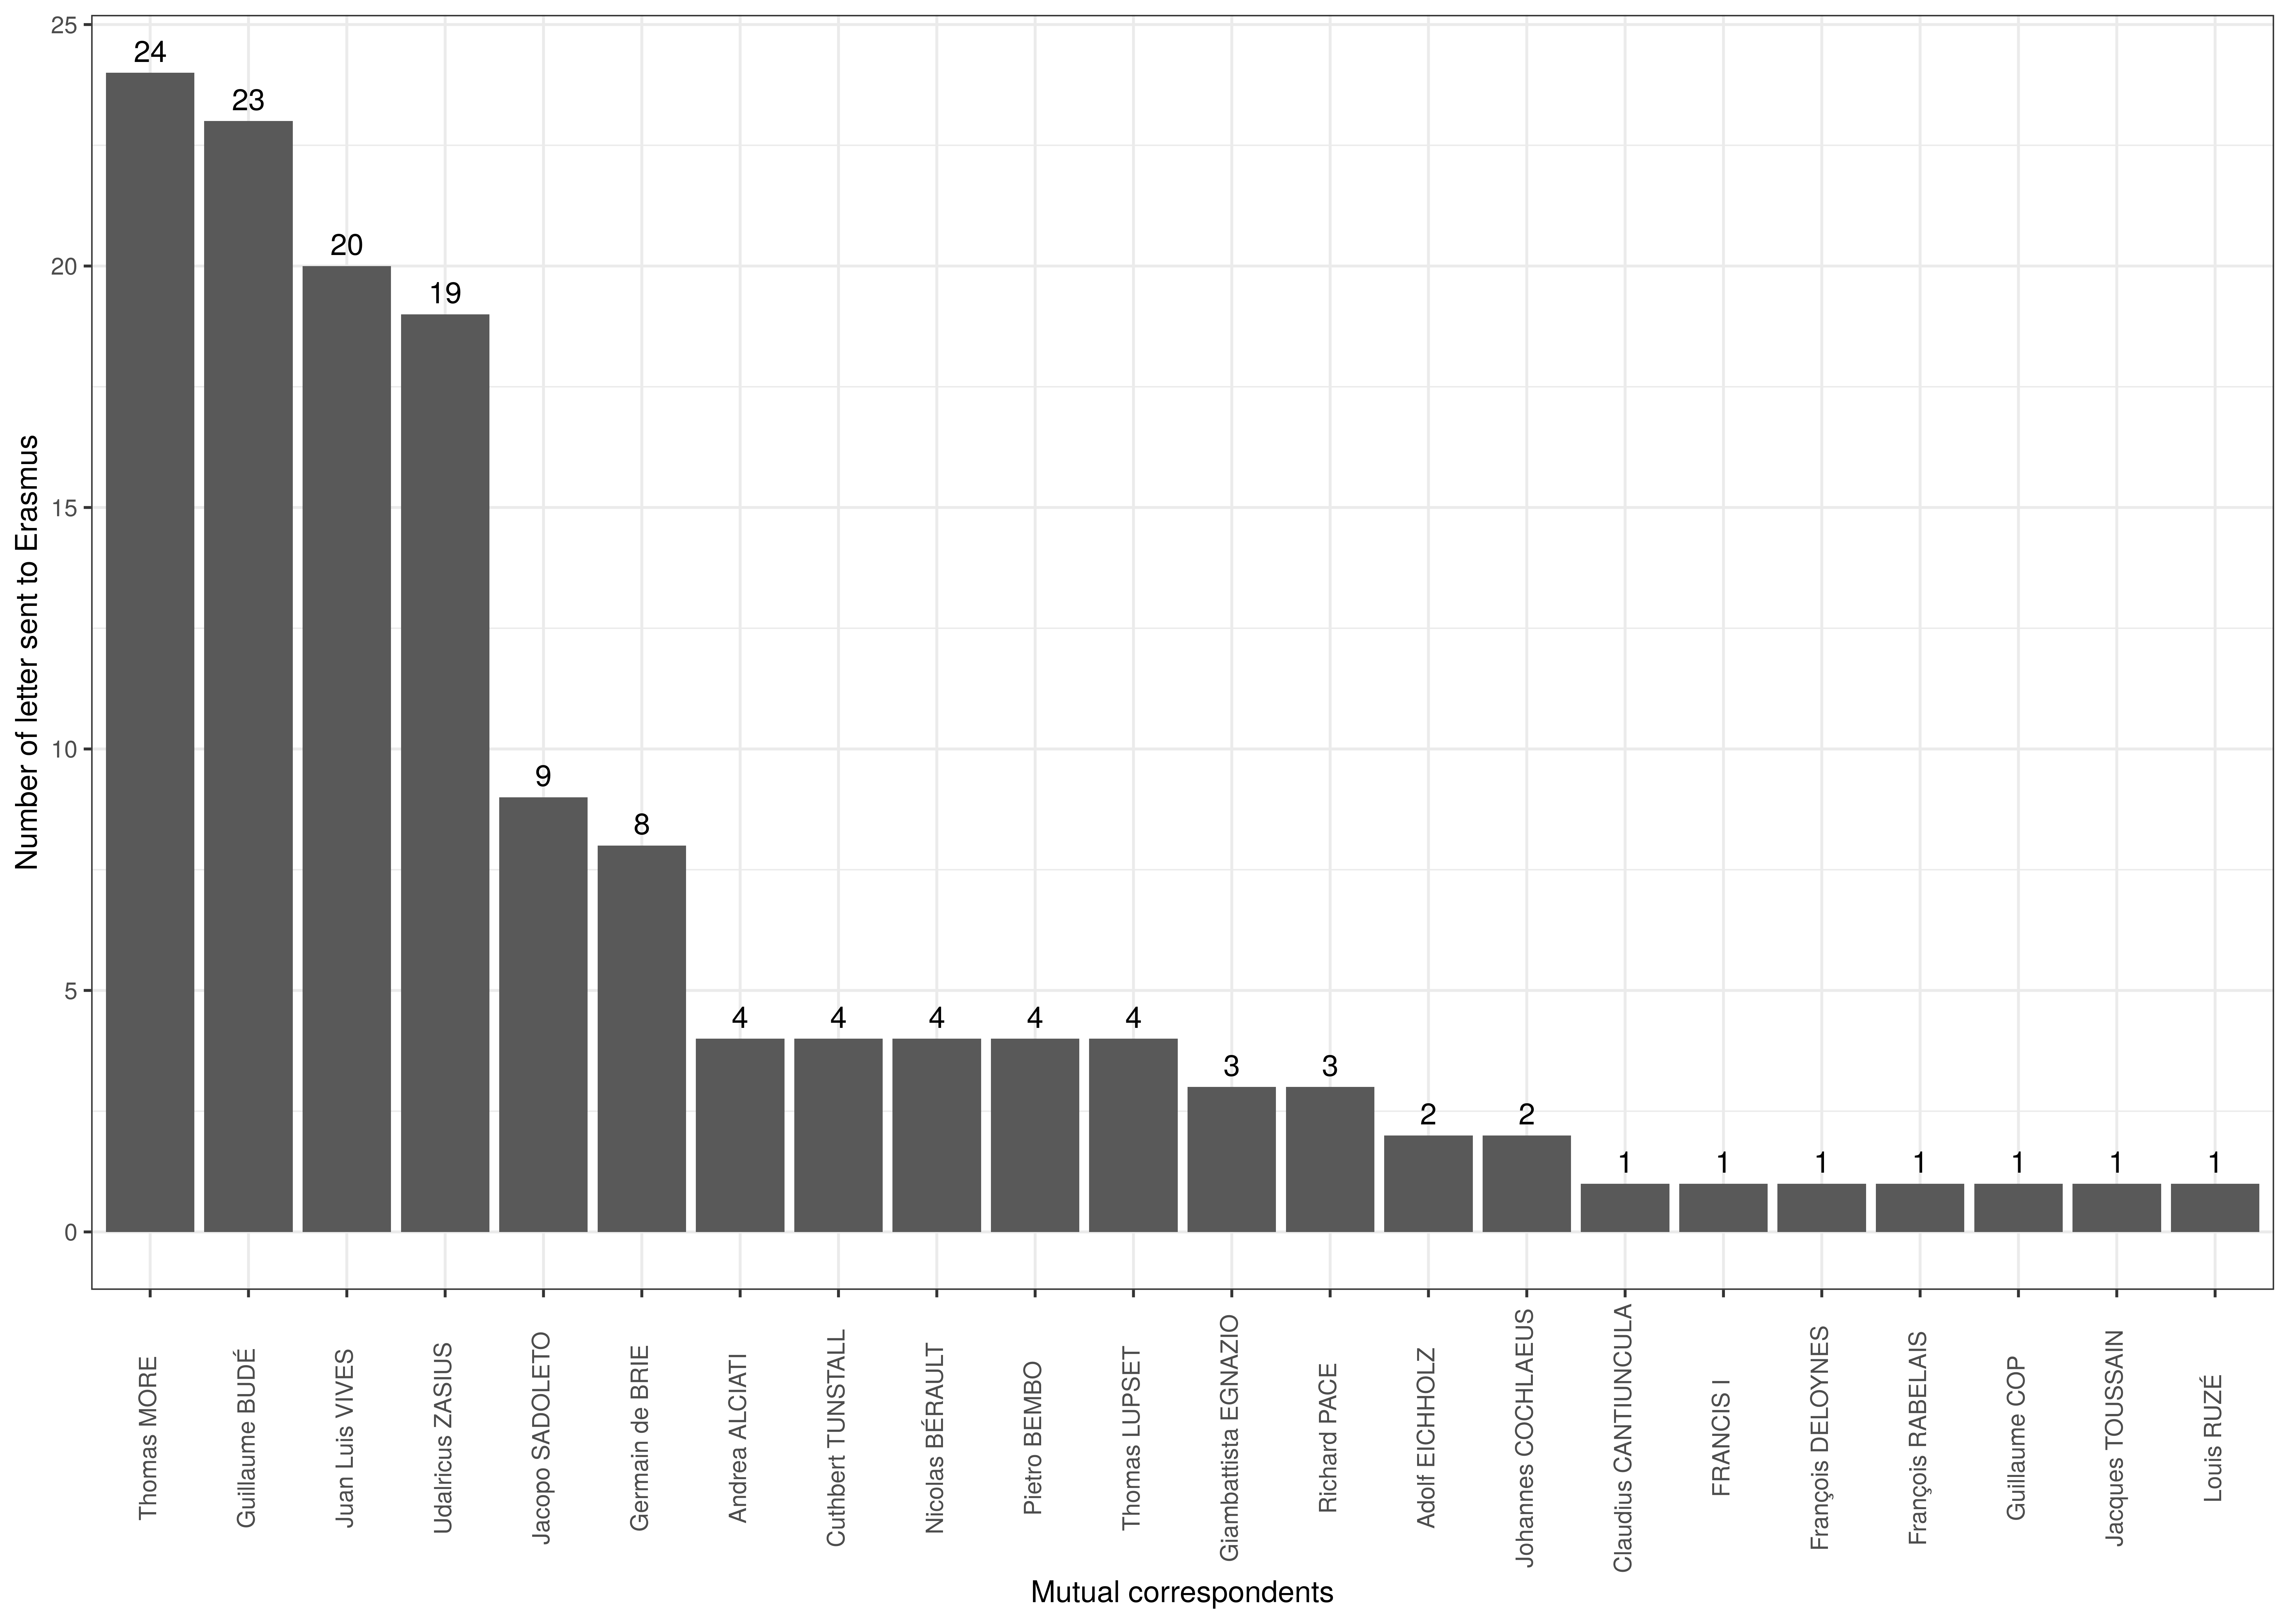 25
20
15
10
5
0
Number of letter sent to Erasmus
24
23
20
19
9
8
4
4
4
4
4
3
3
2
2
1
1
1
1
1
1
1
Thomas MORE
Guillaume BUDÉ
Juan Luis VIVES
Udalricus ZASIUS
Jacopo SADOLETO
Germain de BRIE
Andrea ALCIATI
Cuthbert TUNSTALL
Nicolas BÉRAULT
Pietro BEMBO
Thomas LUPSET
Giambattista EGNAZIO
Richard PACE
Adolf EICHHOLZ
Johannes COCHLAEUS
Claudius CANTIUNCULA
FRANCIS I
François DELOYNES
François RABELAIS
Guillaume COP
Jacques TOUSSAIN
Louis RUZÉ
Mutual correspondents